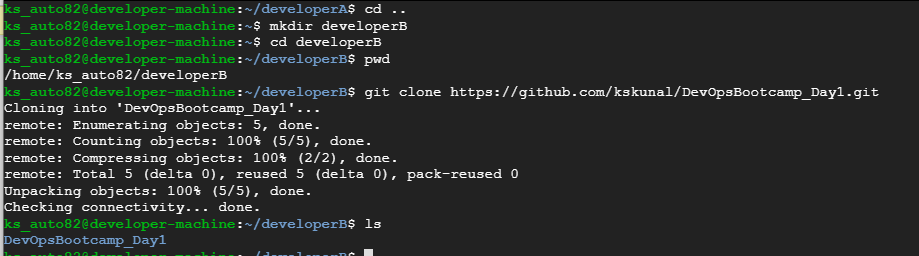 ks_auto82@developer-machine:~/developerA$ cd ..
ks_auto82@developer-machine:~$ mkdir developerB
ks_auto82@developer-machine:~$ cd developerB
ks_auto82@developer-machine:~/developerB$ pwd
/home/ks_auto82/developerB
ks_auto82@developer-machine:~/developerB$ git clone https://github.com/kskunal/DevOpsBootcamp_Day1.git
Cloning into 'DevOpsBootcamp_Day1'...
remote: Enumerating objects: 5, done.
remote: Counting objects: 100% (5/5), done.
remote: Compressing objects: 100% (2/2), done.
remote: Total 5 (delta 0), reused 5 (delta 0), pack-reused 0
Unpacking objects: 100% (5/5), done.
Checking connectivity... done.
ks_auto82@developer-machine:~/developerB$ ls
DevOpsBootcamp_Day1
ks_auto82@developer-machine:~/developerB$